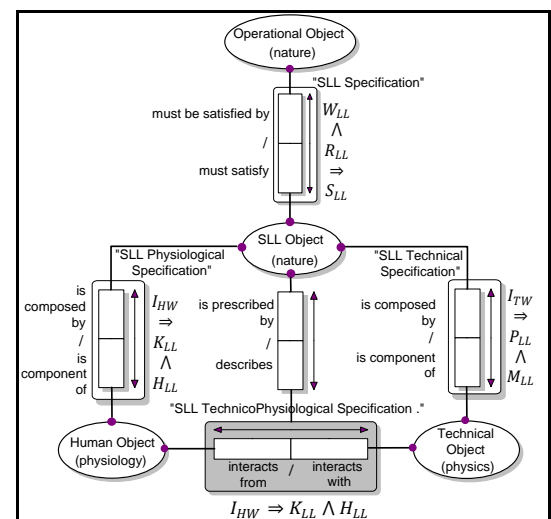 Operational Object
(nature)
"SLL Specification"
must be satisfied by
/
must satisfy
W_LL
∧
R_LL
⇒
S_LL
SLL Object
(nature)
"SLL Physiological
Specification"
"SLL Technical
Specification"
is
composed
by
/
is
component
of
I_HW
⇒
K_LL
∧
H_LL
is prescribed
by
/
describes
is composed
by
/
is component
of
I_TW
⇒
P_LL
∧
M_LL
"SLL TechnicoPhysiological Specification ."
Human Object
(physiology)
interacts
from
/
interacts
with
Technical
Object
(physics)
I_HW ⇒ K_LL ∧ H_LL